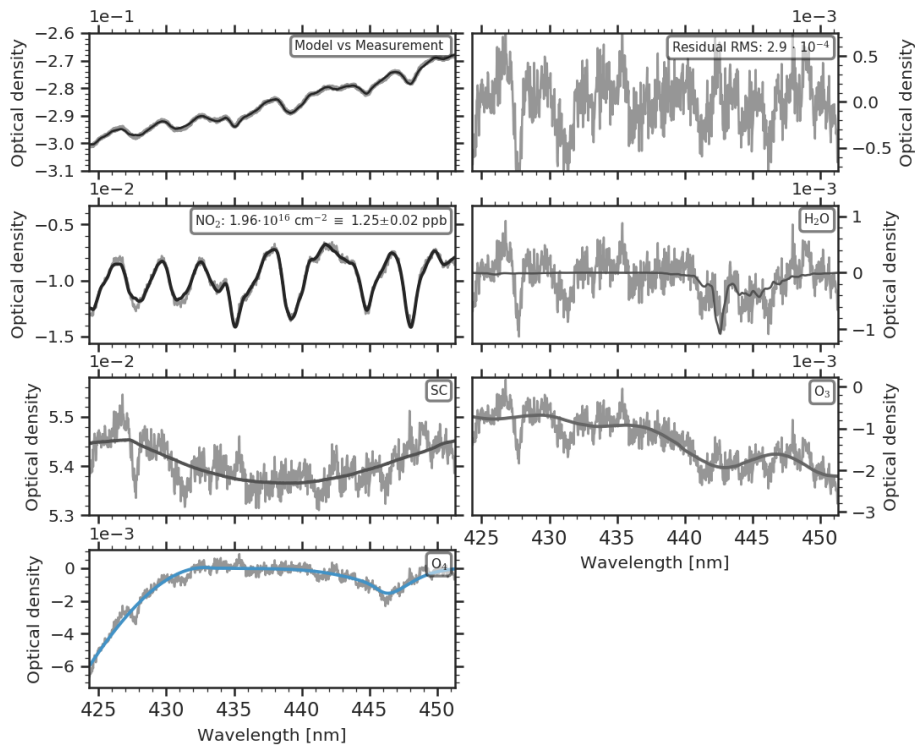 1e−1
−2.6
−2.7
−2.8
−2.9
−3.0
−3.1
Optical density
Model vs Measurement
1e−3
0.5
0.0
−0.5
Optical density
Residual RMS: 2.9 · 10⁻⁴
1e−2
−0.5
−1.0
−1.5
Optical density
NO₂: 1.96·10¹⁶ cm⁻² ≡ 1.25±0.02 ppb
1e−3
1
0
−1
Optical density
H₂O
1e−2
5.5
5.4
5.3
Optical density
SC
1e−3
0
−1
−2
−3
Optical density
O₃
425 430 435 440 445 450
Wavelength [nm]
1e−3
0
−2
−4
−6
Optical density
O₄
425 430 435 440 445 450
Wavelength [nm]